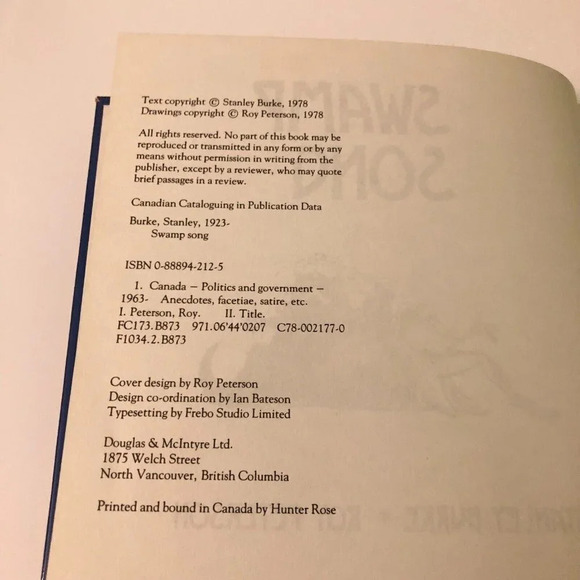 Text copyright © Stanley Burke, 1978
Drawings copyright © Roy Peterson, 1978
All rights reserved. No part of this book may be
reproduced or transmitted in any form or by any
means without permission in writing from the
publisher, except by a reviewer, who may quote
brief passages in a review.
Canadian Cataloguing in Publication Data
Burke, Stanley, 1923-
Swamp song
ISBN 0-88894-212-5
1. Canada — Politics and government —
1963- Anecdotes, facetiae, satire, etc.
I. Peterson, Roy. II. Title.
FC173.B873 971.06'44'0207 C78-002177-0
F1034.2.B873
Cover design by Roy Peterson
Design co-ordination by Ian Bateson
Typesetting by Frebo Studio Limited
Douglas & McIntyre Ltd.
1875 Welch Street
North Vancouver, British Columbia
Printed and bound in Canada by Hunter Rose
SWAMP
SONG
STANLEY BURKE • ROY PETERSON